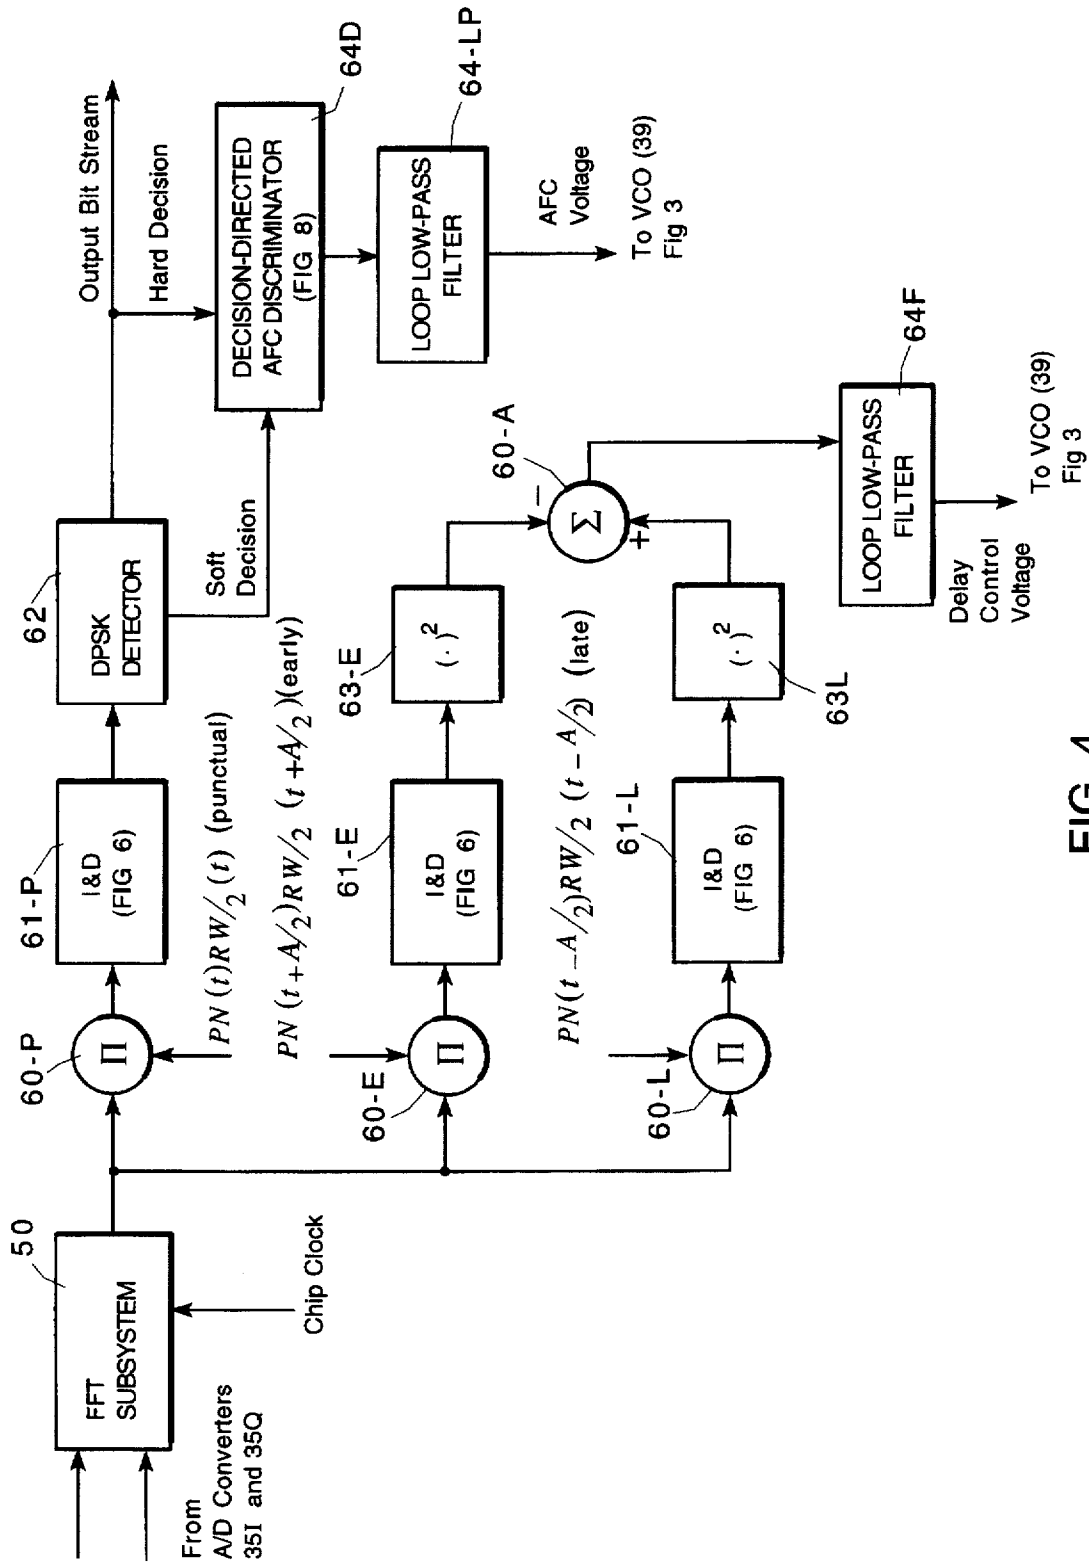 From
A/D Converters
35I and 35Q
FFT
SUBSYSTEM
50
Chip Clock
60-P
Π
61-P
I&D
(FIG 6)
PN (t)RW/2 (t) (punctual)
62
DPSK
DETECTOR
Output Bit Stream
Hard Decision
Soft
Decision
DECISION-DIRECTED
AFC DISCRIMINATOR
(FIG 8)
64D
LOOP LOW-PASS
FILTER
64-LP
AFC
Voltage
To VCO (39)
Fig 3
PN (t+A/2)RW/2 (t+A/2)(early)
60-E
Π
61-E
I&D
(FIG 6)
63-E
(·)2
60-A
Σ
−
+
PN(t−A/2)RW/2 (t−A/2) (late)
60-L
Π
61-L
I&D
(FIG 6)
63L
(·)2
LOOP LOW-PASS
FILTER
64F
Delay
Control
Voltage
To VCO (39)
Fig 3